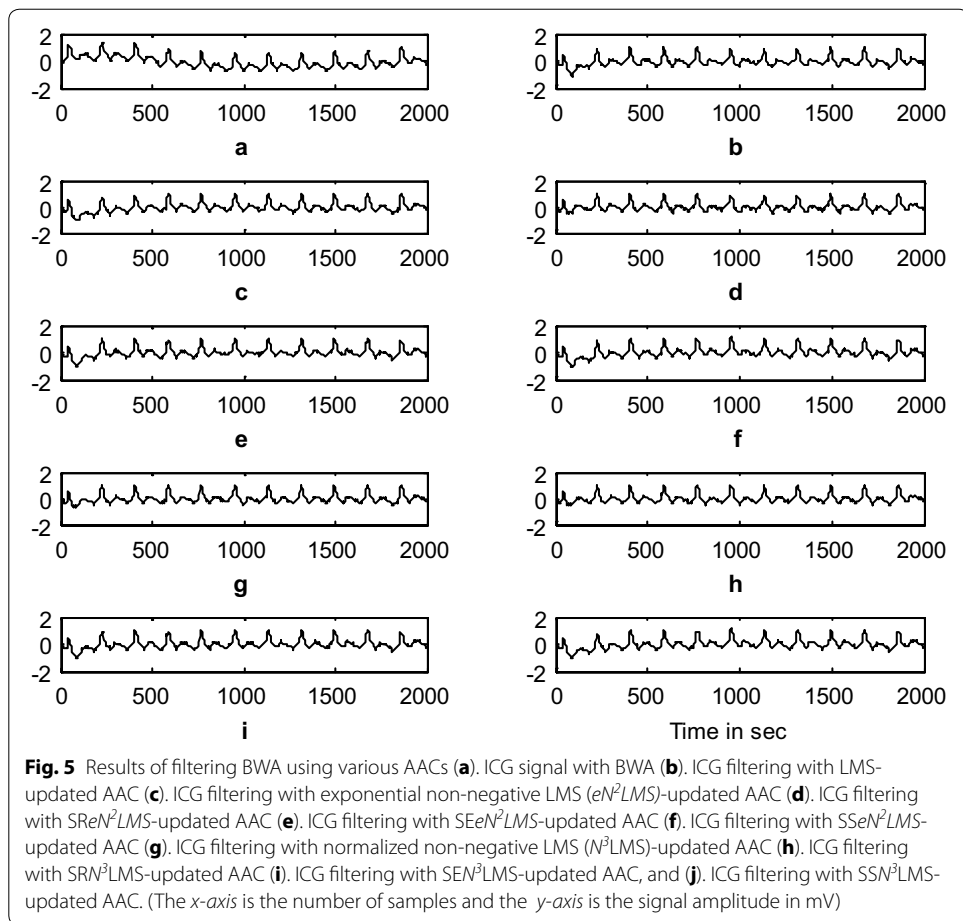 2
0
-2
0 500 1000 1500 2000
a
2
0
-2
0 500 1000 1500 2000
b
2
0
-2
0 500 1000 1500 2000
c
2
0
-2
0 500 1000 1500 2000
d
2
0
-2
0 500 1000 1500 2000
e
2
0
-2
0 500 1000 1500 2000
f
2
0
-2
0 500 1000 1500 2000
g
2
0
-2
0 500 1000 1500 2000
h
2
0
-2
0 500 1000 1500 2000
i
2
0
-2
0 500 1000 1500 2000
Time in sec
Fig. 5 Results of filtering BWA using various AACs (a). ICG signal with BWA (b). ICG filtering with LMS-
updated AAC (c). ICG filtering with exponential non-negative LMS (eN²LMS)-updated AAC (d). ICG filtering
with SReN²LMS-updated AAC (e). ICG filtering with SEeN²LMS-updated AAC (f). ICG filtering with SSeN²LMS-
updated AAC (g). ICG filtering with normalized non-negative LMS (N³LMS)-updated AAC (h). ICG filtering
with SRN³LMS-updated AAC (i). ICG filtering with SEN³LMS-updated AAC, and (j). ICG filtering with SSN³LMS-
updated AAC. (The x-axis is the number of samples and the y-axis is the signal amplitude in mV)